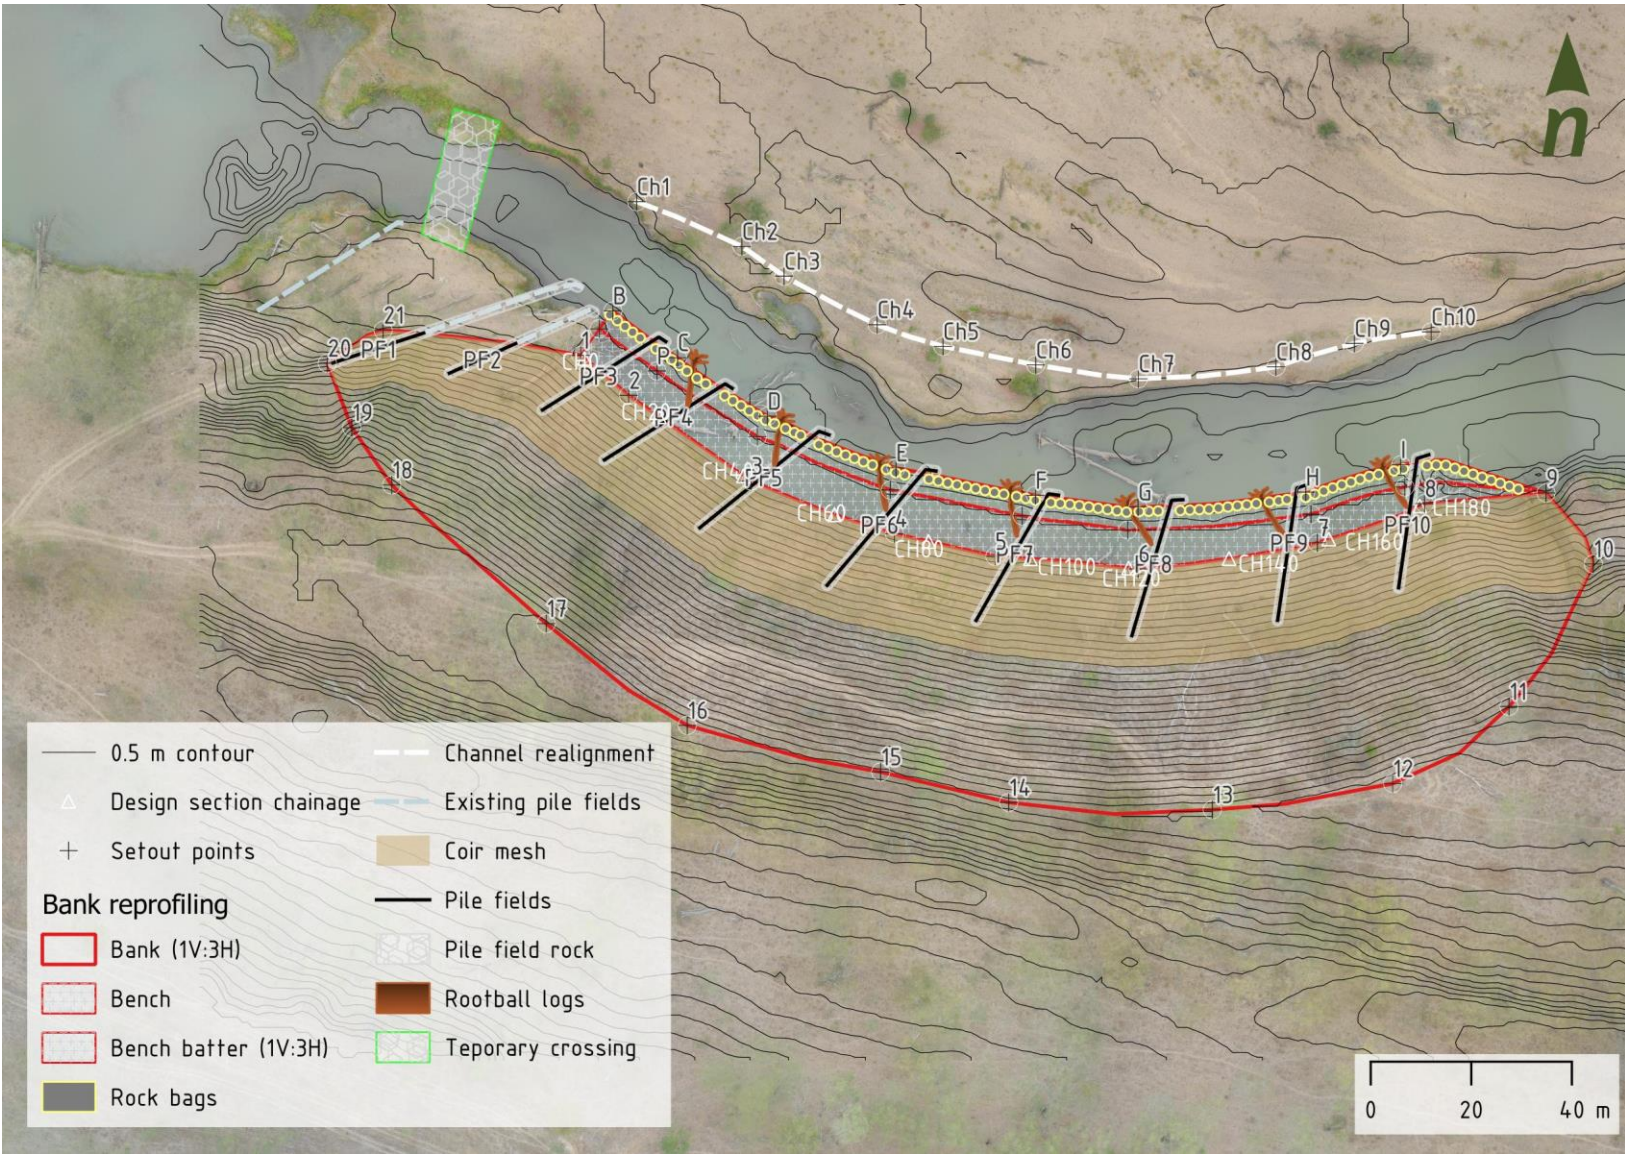 n
Ch1
Ch2
Ch3
Ch4
Ch5
Ch6
Ch7
Ch8
Ch9
Ch10
B
C
D
E
F
G
H
I
P
21
20
PF1
PF2
1
CH0
PF3
2
CH20
PF4
CH40
3
PF5
CH60
PF6
4
CH80
5
PF7
CH100
6
PF8
CH120
CH140
PF9
7
CH160
PF10
8
CH180
9
10
11
12
13
14
15
16
17
18
19
0.5 m contour
Design section chainage
Setout points
Bank reprofiling
Bank (1V:3H)
Bench
Bench batter (1V:3H)
Rock bags
Channel realignment
Existing pile fields
Coir mesh
Pile fields
Pile field rock
Rootball logs
Teporary crossing
0 20 40 m